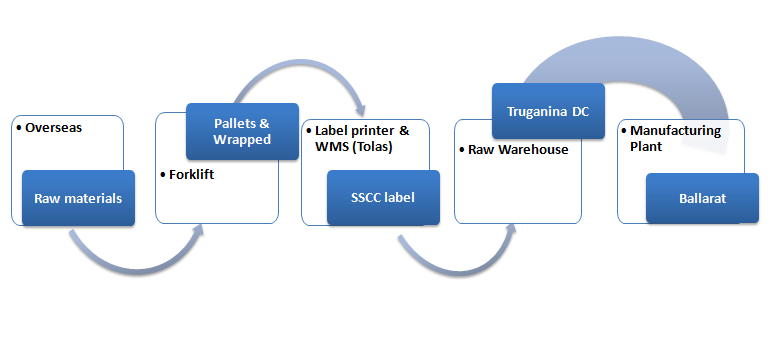 • Overseas
Raw materials
Pallets &
Wrapped
• Forklift
• Label printer &
WMS (Tolas)
SSCC label
Truganina DC
• Raw Warehouse
• Manufacturing
Plant
Ballarat